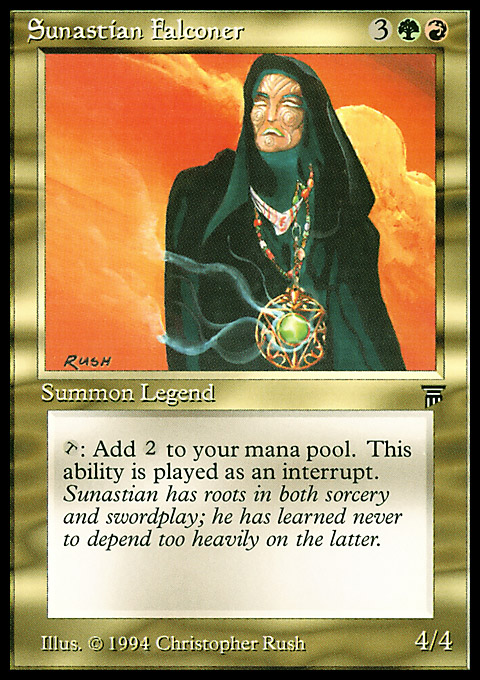 Sunastian Falconer 3
RUSH
Summon Legend
T: Add 2 to your mana pool. This
ability is played as an interrupt.
Sunastian has roots in both sorcery
and swordplay; he has learned never
to depend too heavily on the latter.
Illus. © 1994 Christopher Rush 4/4